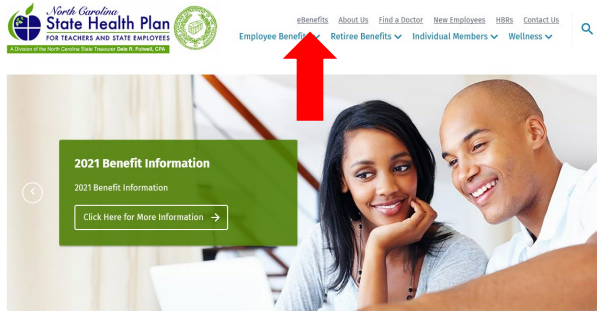 North Carolina
State Health Plan
FOR TEACHERS AND STATE EMPLOYEES
A Division of the North Carolina State Treasurer Dale R. Folwell, CPA
eBenefits About Us Find a Doctor New Employees HBRs Contact Us
Employee Benefits Retiree Benefits Individual Members Wellness
2021 Benefit Information
2021 Benefit Information
Click Here for More Information →